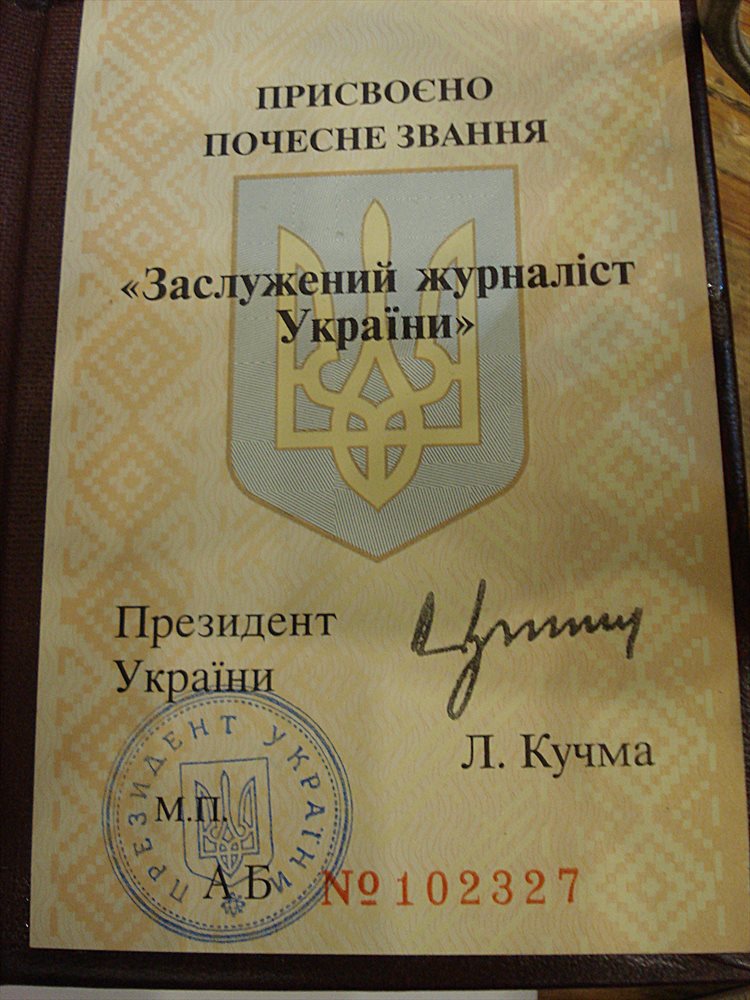 ПРИСВОЄНО
ПОЧЕСНЕ ЗВАННЯ
«Заслужений журналіст
України»
Президент
України
Л. Кучма
ПРЕЗИДЕНТ УКРАЇНИ
М.П.
АБ №102327